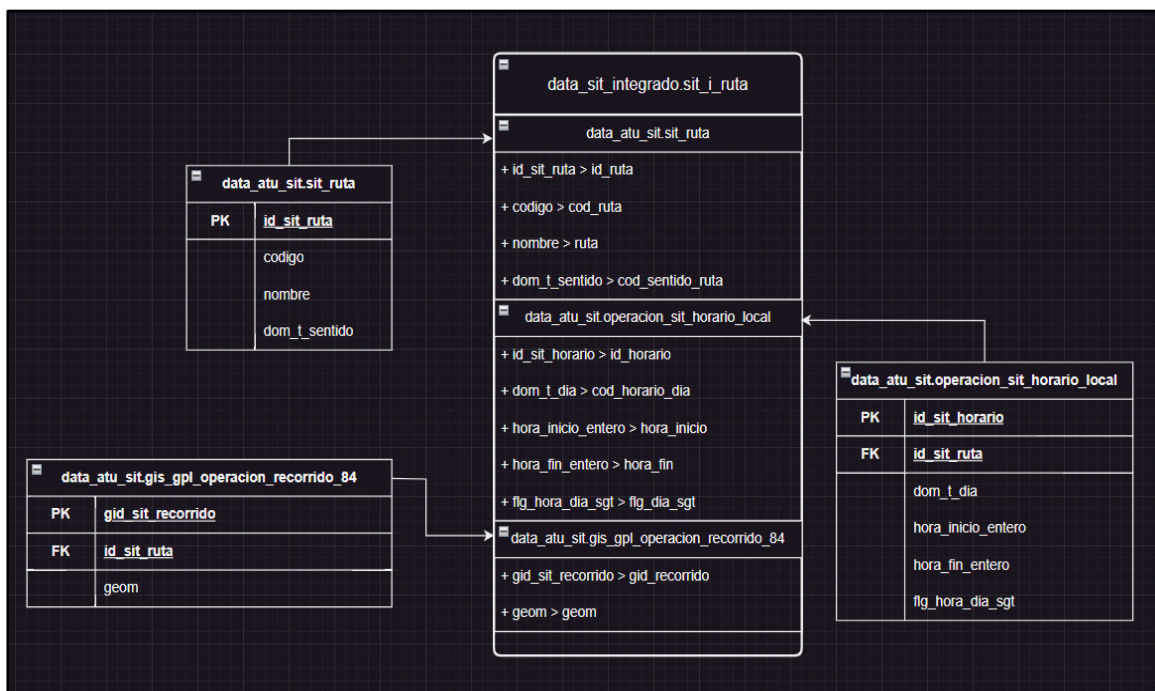 data_sit_integrado.sit_i_ruta
data_atu_sit.sit_ruta
+ id_sit_ruta > id_ruta
+ codigo > cod_ruta
+ nombre > ruta
+ dom_t_sentido > cod_sentido_ruta
data_atu_sit.operacion_sit_horario_local
+ id_sit_horario > id_horario
+ dom_t_dia > cod_horario_dia
+ hora_inicio_entero > hora_inicio
+ hora_fin_entero > hora_fin
+ flg_hora_dia_sgt > flg_dia_sgt
data_atu_sit.gis_gpl_operacion_recorrido_84
+ gid_sit_recorrido > gid_recorrido
+ geom > geom
data_atu_sit.sit_ruta
PK id_sit_ruta
codigo
nombre
dom_t_sentido
data_atu_sit.operacion_sit_horario_local
PK id_sit_horario
FK id_sit_ruta
dom_t_dia
hora_inicio_entero
hora_fin_entero
flg_hora_dia_sgt
data_atu_sit.gis_gpl_operacion_recorrido_84
PK gid_sit_recorrido
FK id_sit_ruta
geom